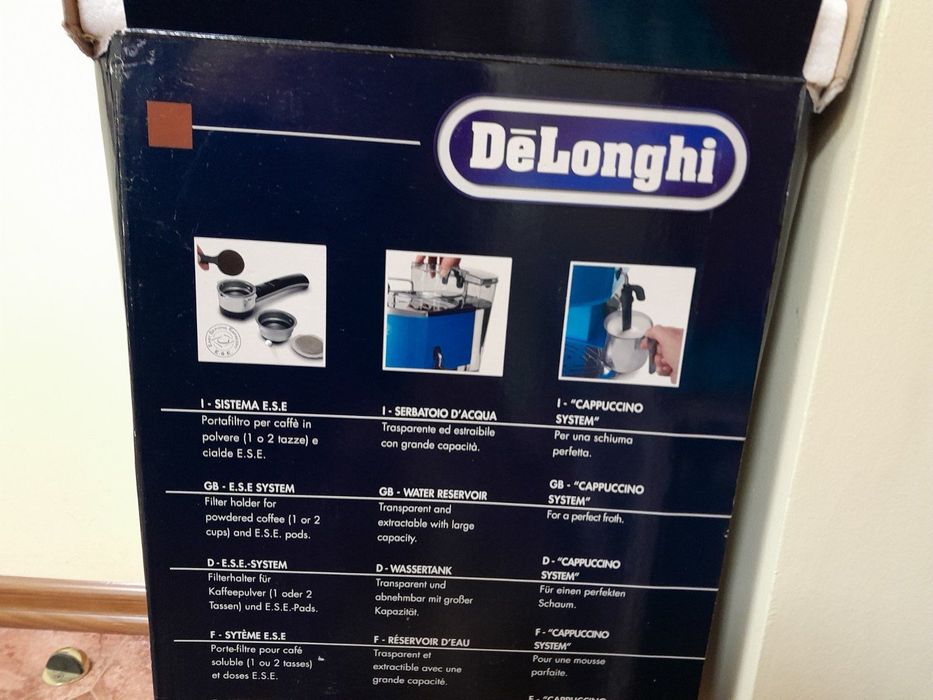 DeLonghi
E.S.E.
I - SISTEMA E.S.E
Portafiltro per caffè in
polvere (1 o 2 tazze) e
cialde E.S.E.
I - SERBATOIO D'ACQUA
Trasparente ed estraibile
con grande capacità.
I - "CAPPUCCINO
SYSTEM"
Per una schiuma
perfetta.
GB - E.S.E SYSTEM
Filter holder for
powdered coffee (1 or 2
cups) and E.S.E. pods.
GB - WATER RESERVOIR
Transparent and
extractable with large
capacity.
GB - "CAPPUCCINO
SYSTEM"
For a perfect froth.
D - E.S.E.-SYSTEM
Filterhalter für
Kaffeepulver (1 oder 2
Tassen) und E.S.E.-Pads.
D - WASSERTANK
Transparent und
abnehmbar mit großer
Kapazität.
D - "CAPPUCCINO
SYSTEM"
Für einen perfekten
Schaum.
F - SYTÈME E.S.E
Porte-filtre pour café
soluble (1 ou 2 tasses)
et doses E.S.E.
F - RÉSERVOIR D'EAU
Trasparent et
extractible avec une
grande capacité.
F - "CAPPUCCINO
SYSTEM"
Pour une mousse
parfaite.